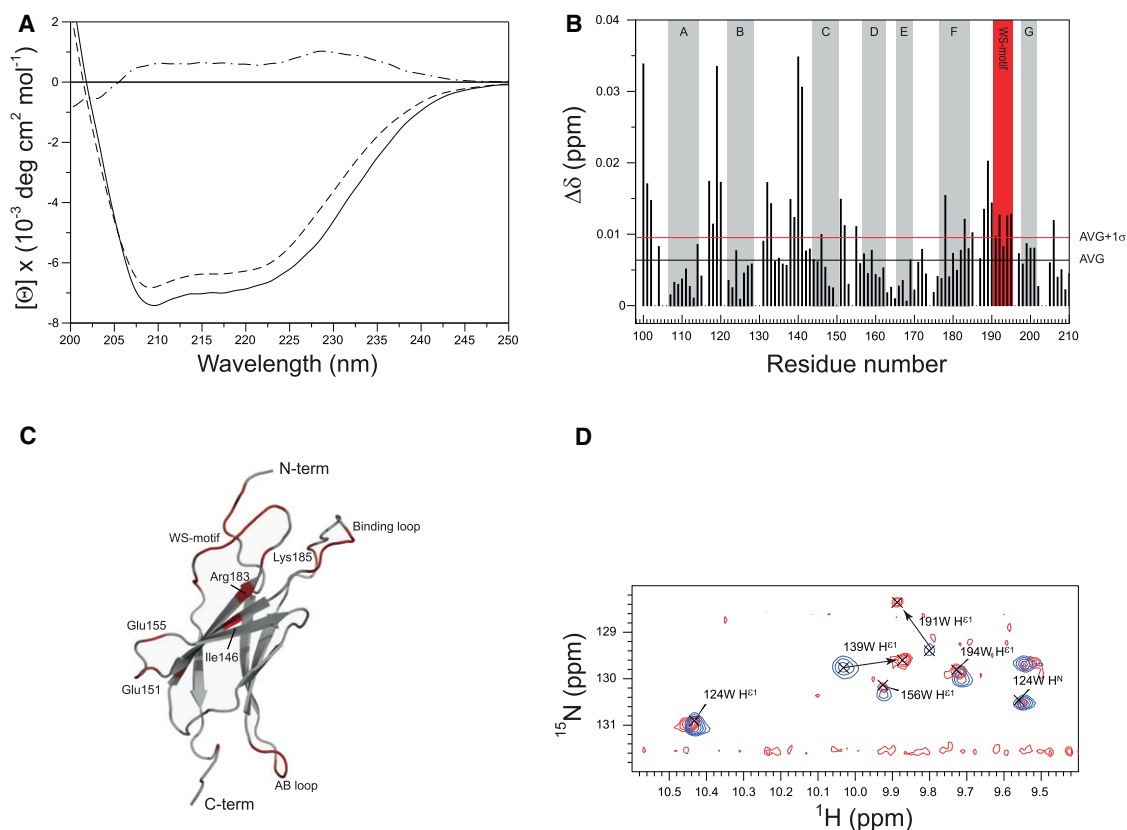 A
2
0
-2
-4
-6
-8
[Θ] x (10⁻³ deg cm² mol⁻¹)
200 205 210 215 220 225 230 235 240 245 250
Wavelength (nm)
B
0.04
0.03
0.02
0.01
0
Δδ (ppm)
A B C D E F WS-motif G
AVG+1σ
AVG
100 110 120 130 140 150 160 170 180 190 200 210
Residue number
C
N-term
WS-motif
Binding loop
Lys185
Arg183
Glu155
Ile146
Glu151
AB loop
C-term
D
129
130
131
¹⁵N (ppm)
191W Hᵋ¹
139W Hᵋ¹
194W Hᵋ¹
156W Hᵋ¹
124W Hᴺ
124W Hᵋ¹
10.5 10.4 10.3 10.2 10.1 10.0 9.9 9.8 9.7 9.6 9.5
¹H (ppm)